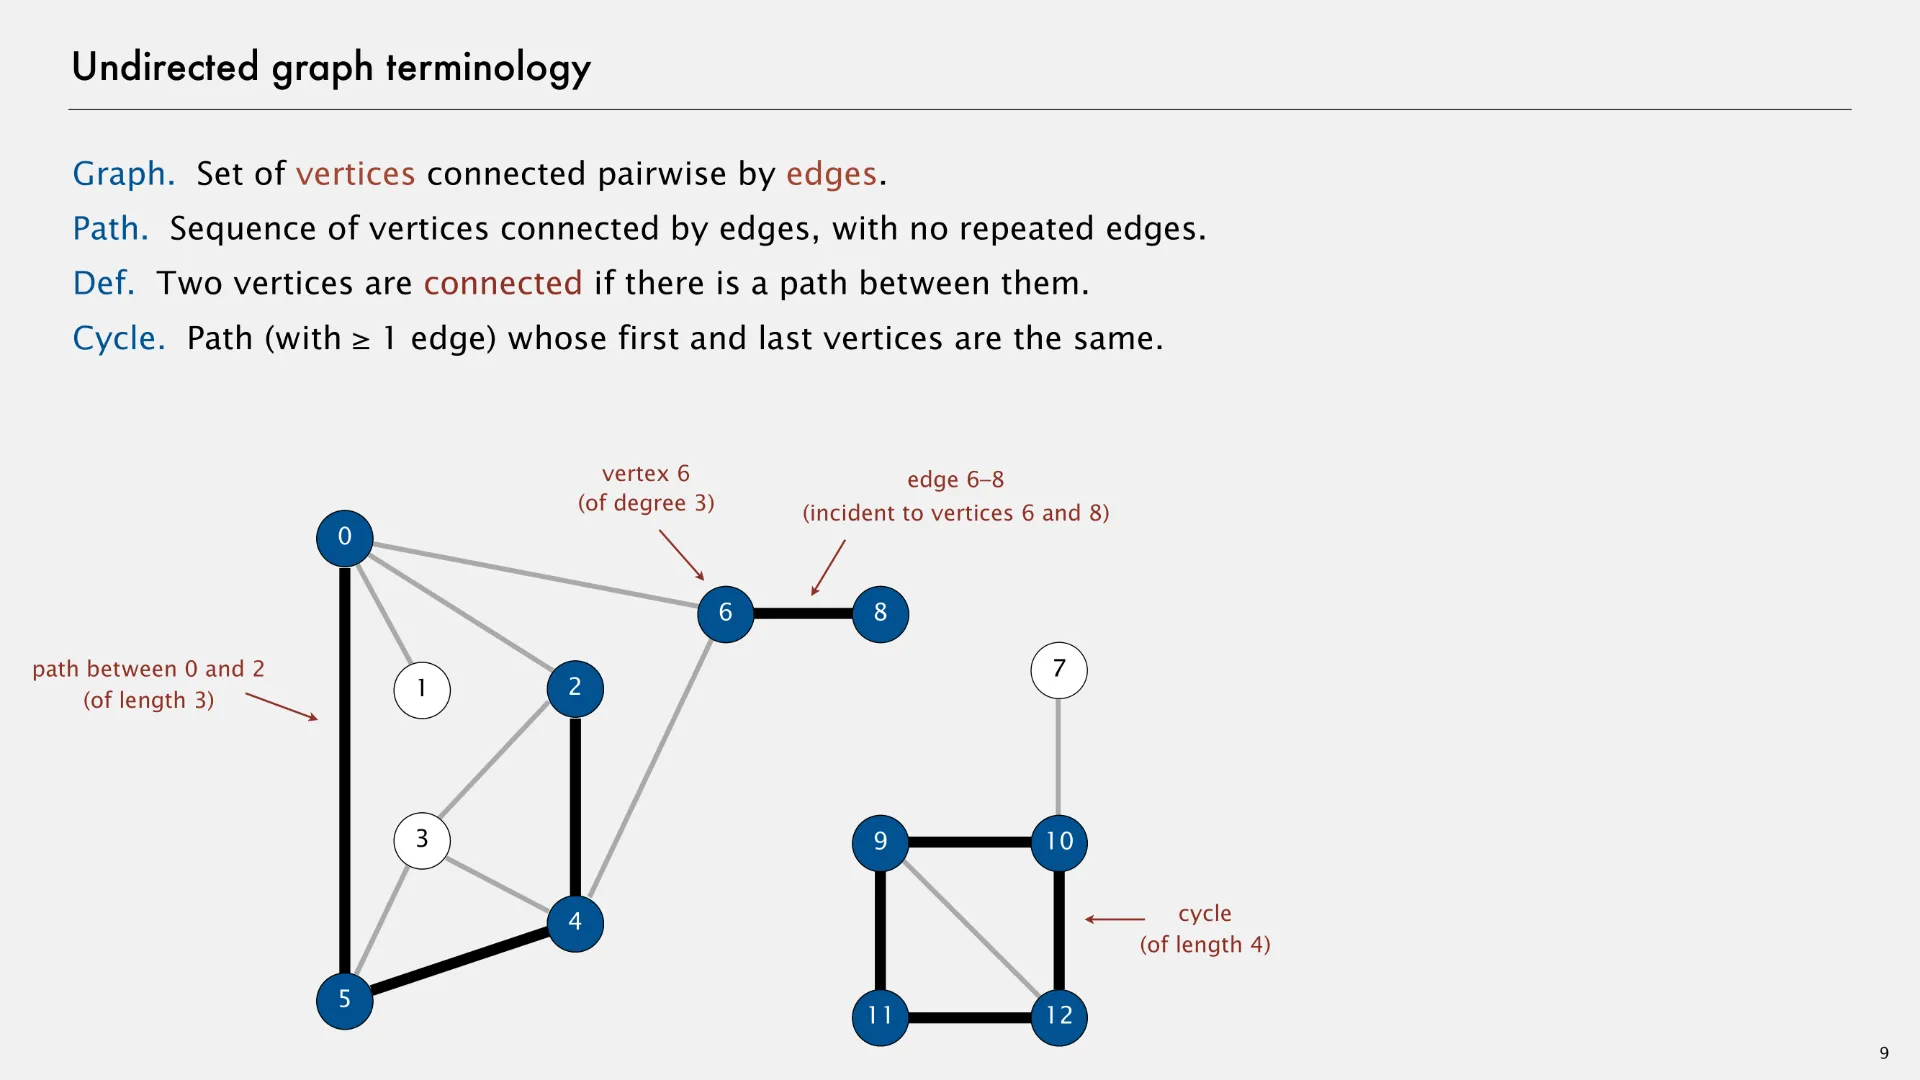 Undirected graph terminology
Graph. Set of vertices connected pairwise by edges.
Path. Sequence of vertices connected by edges, with no repeated edges.
Def. Two vertices are connected if there is a path between them.
Cycle. Path (with ≥ 1 edge) whose first and last vertices are the same.
vertex 6
(of degree 3)
edge 6–8
(incident to vertices 6 and 8)
0
6
8
path between 0 and 2
(of length 3)
1
2
7
3
9
10
4
cycle
(of length 4)
5
11
12
9